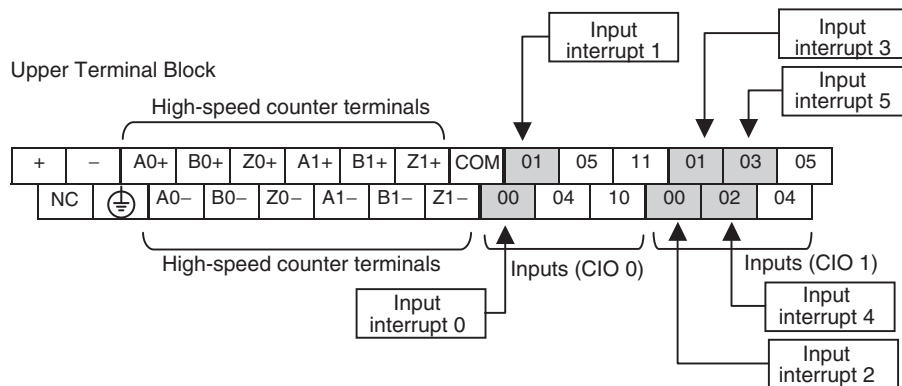 Input
interrupt 1
Input
interrupt 3
Input
interrupt 5
Upper Terminal Block
High-speed counter terminals
+ − A0+ B0+ Z0+ A1+ B1+ Z1+ COM 01 05 11 01 03 05
NC A0− B0− Z0− A1− B1− Z1− 00 04 10 00 02 04
High-speed counter terminals
Inputs (CIO 0)
Inputs (CIO 1)
Input
interrupt 0
Input
interrupt 4
Input
interrupt 2